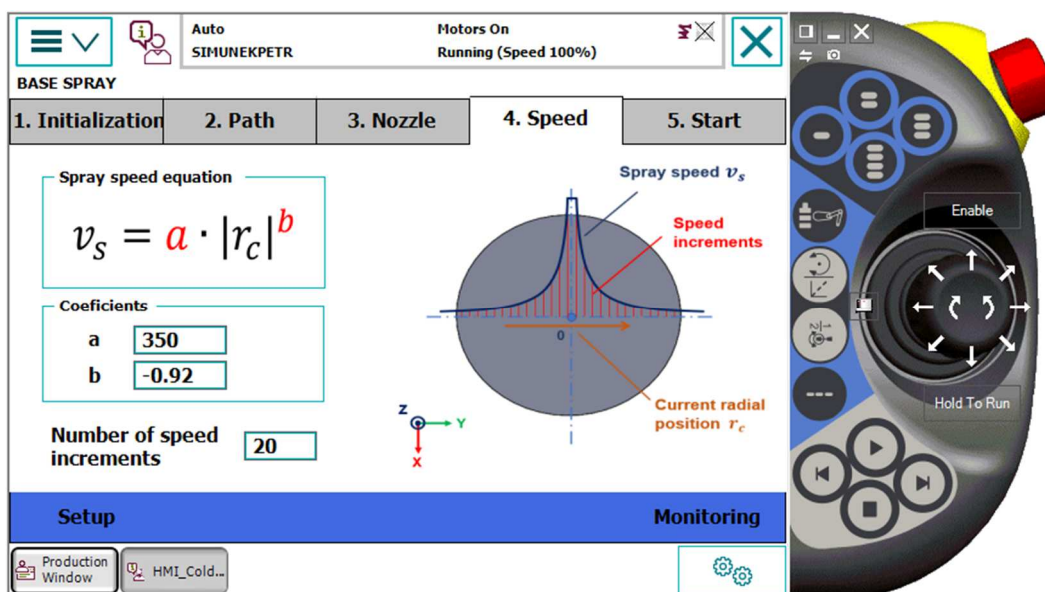 Auto
SIMUNEKPETR
Motors On
Running (Speed 100%)
BASE SPRAY
1. Initialization
2. Path
3. Nozzle
4. Speed
5. Start
Spray speed equation
vₛ = a · |r_c|ᵇ
Coeficients
a 350
b -0.92
Number of speed
increments
20
Spray speed vₛ
Speed
increments
0
Current radial
position r_c
Z
Y
X
Setup
Monitoring
Production
Window
HMI_Cold...
Enable
Hold To Run